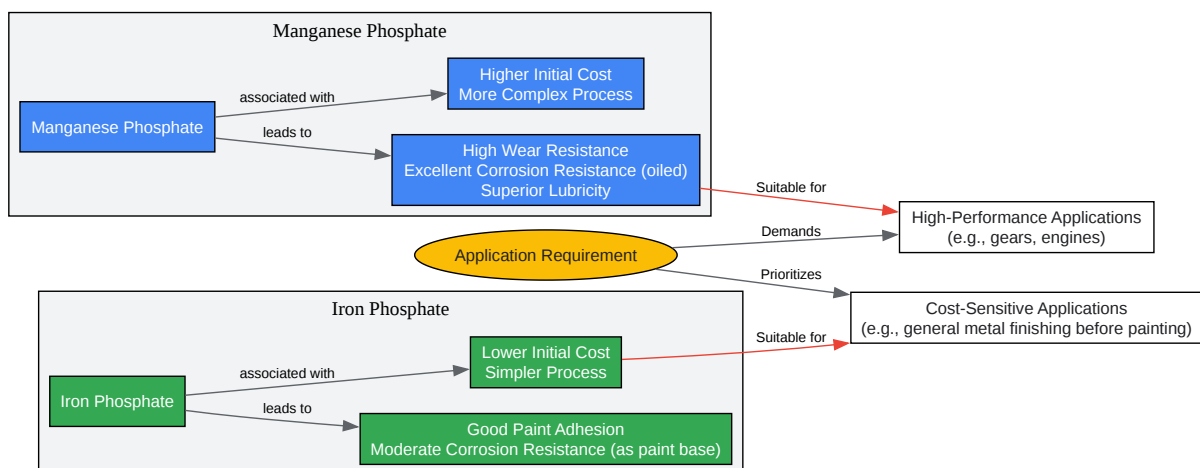 Manganese Phosphate
Manganese Phosphate
associated with
Higher Initial Cost
More Complex Process
leads to
High Wear Resistance
Excellent Corrosion Resistance (oiled)
Superior Lubricity
Suitable for
High-Performance Applications
(e.g., gears, engines)
Application Requirement
Demands
Prioritizes
Cost-Sensitive Applications
(e.g., general metal finishing before painting)
Iron Phosphate
Iron Phosphate
associated with
Lower Initial Cost
Simpler Process
Suitable for
leads to
Good Paint Adhesion
Moderate Corrosion Resistance (as paint base)